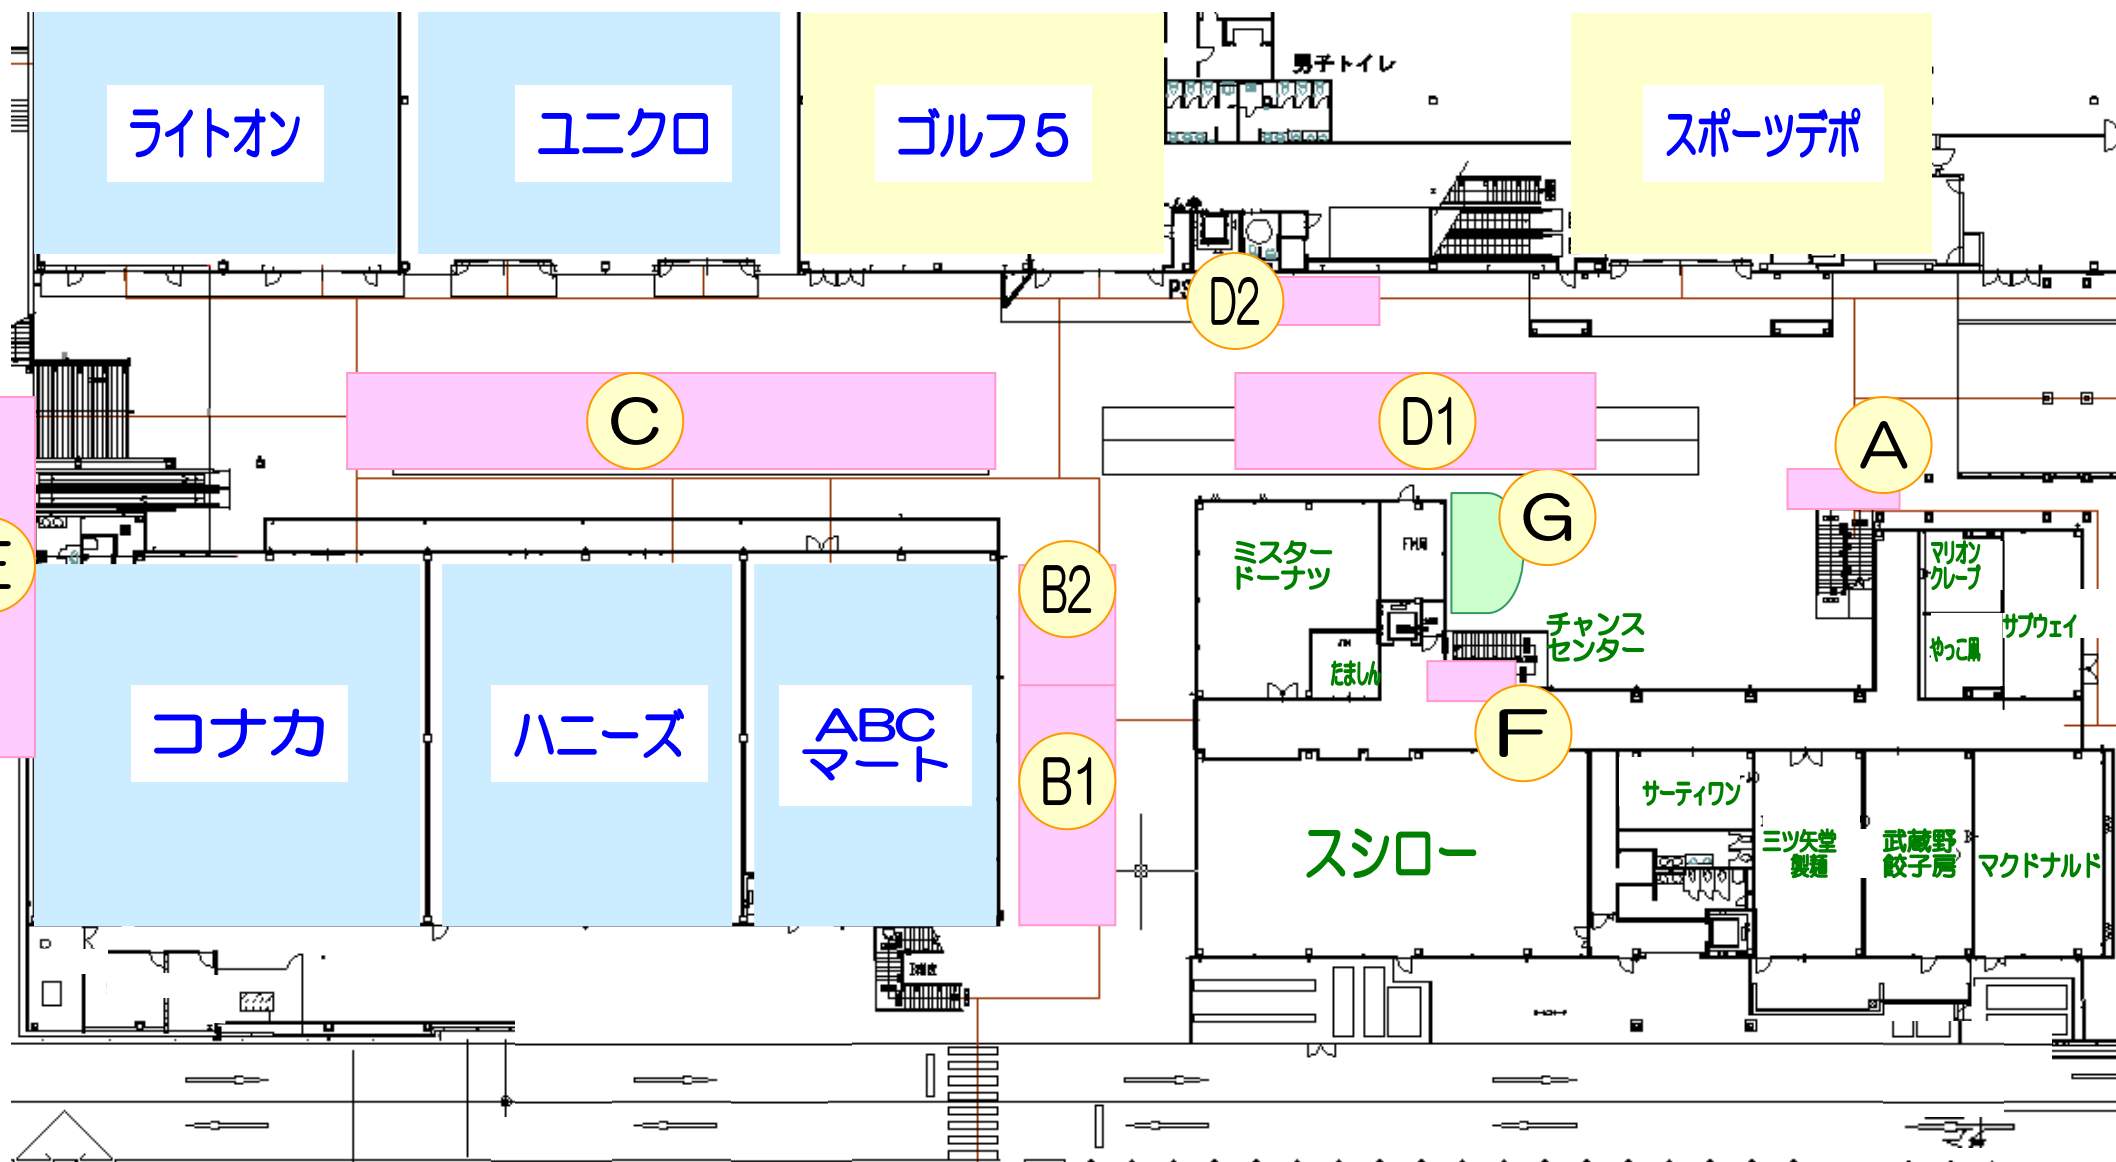 男子トイレ
ライトオン
ユニクロ
ゴルフ5
スポーツデポ
PS
D2
C
D1
A
G
E
ミスター
ドーナツ
FM局
マリオン
クレープ
B2
サブウェイ
チャンス
センター
やっこ凧
たましん
コナカ
ハニーズ
ABC
マート
F
B1
サーティワン
スシロー
三ツ矢堂
製麺
武蔵野
餃子房
マクドナルド